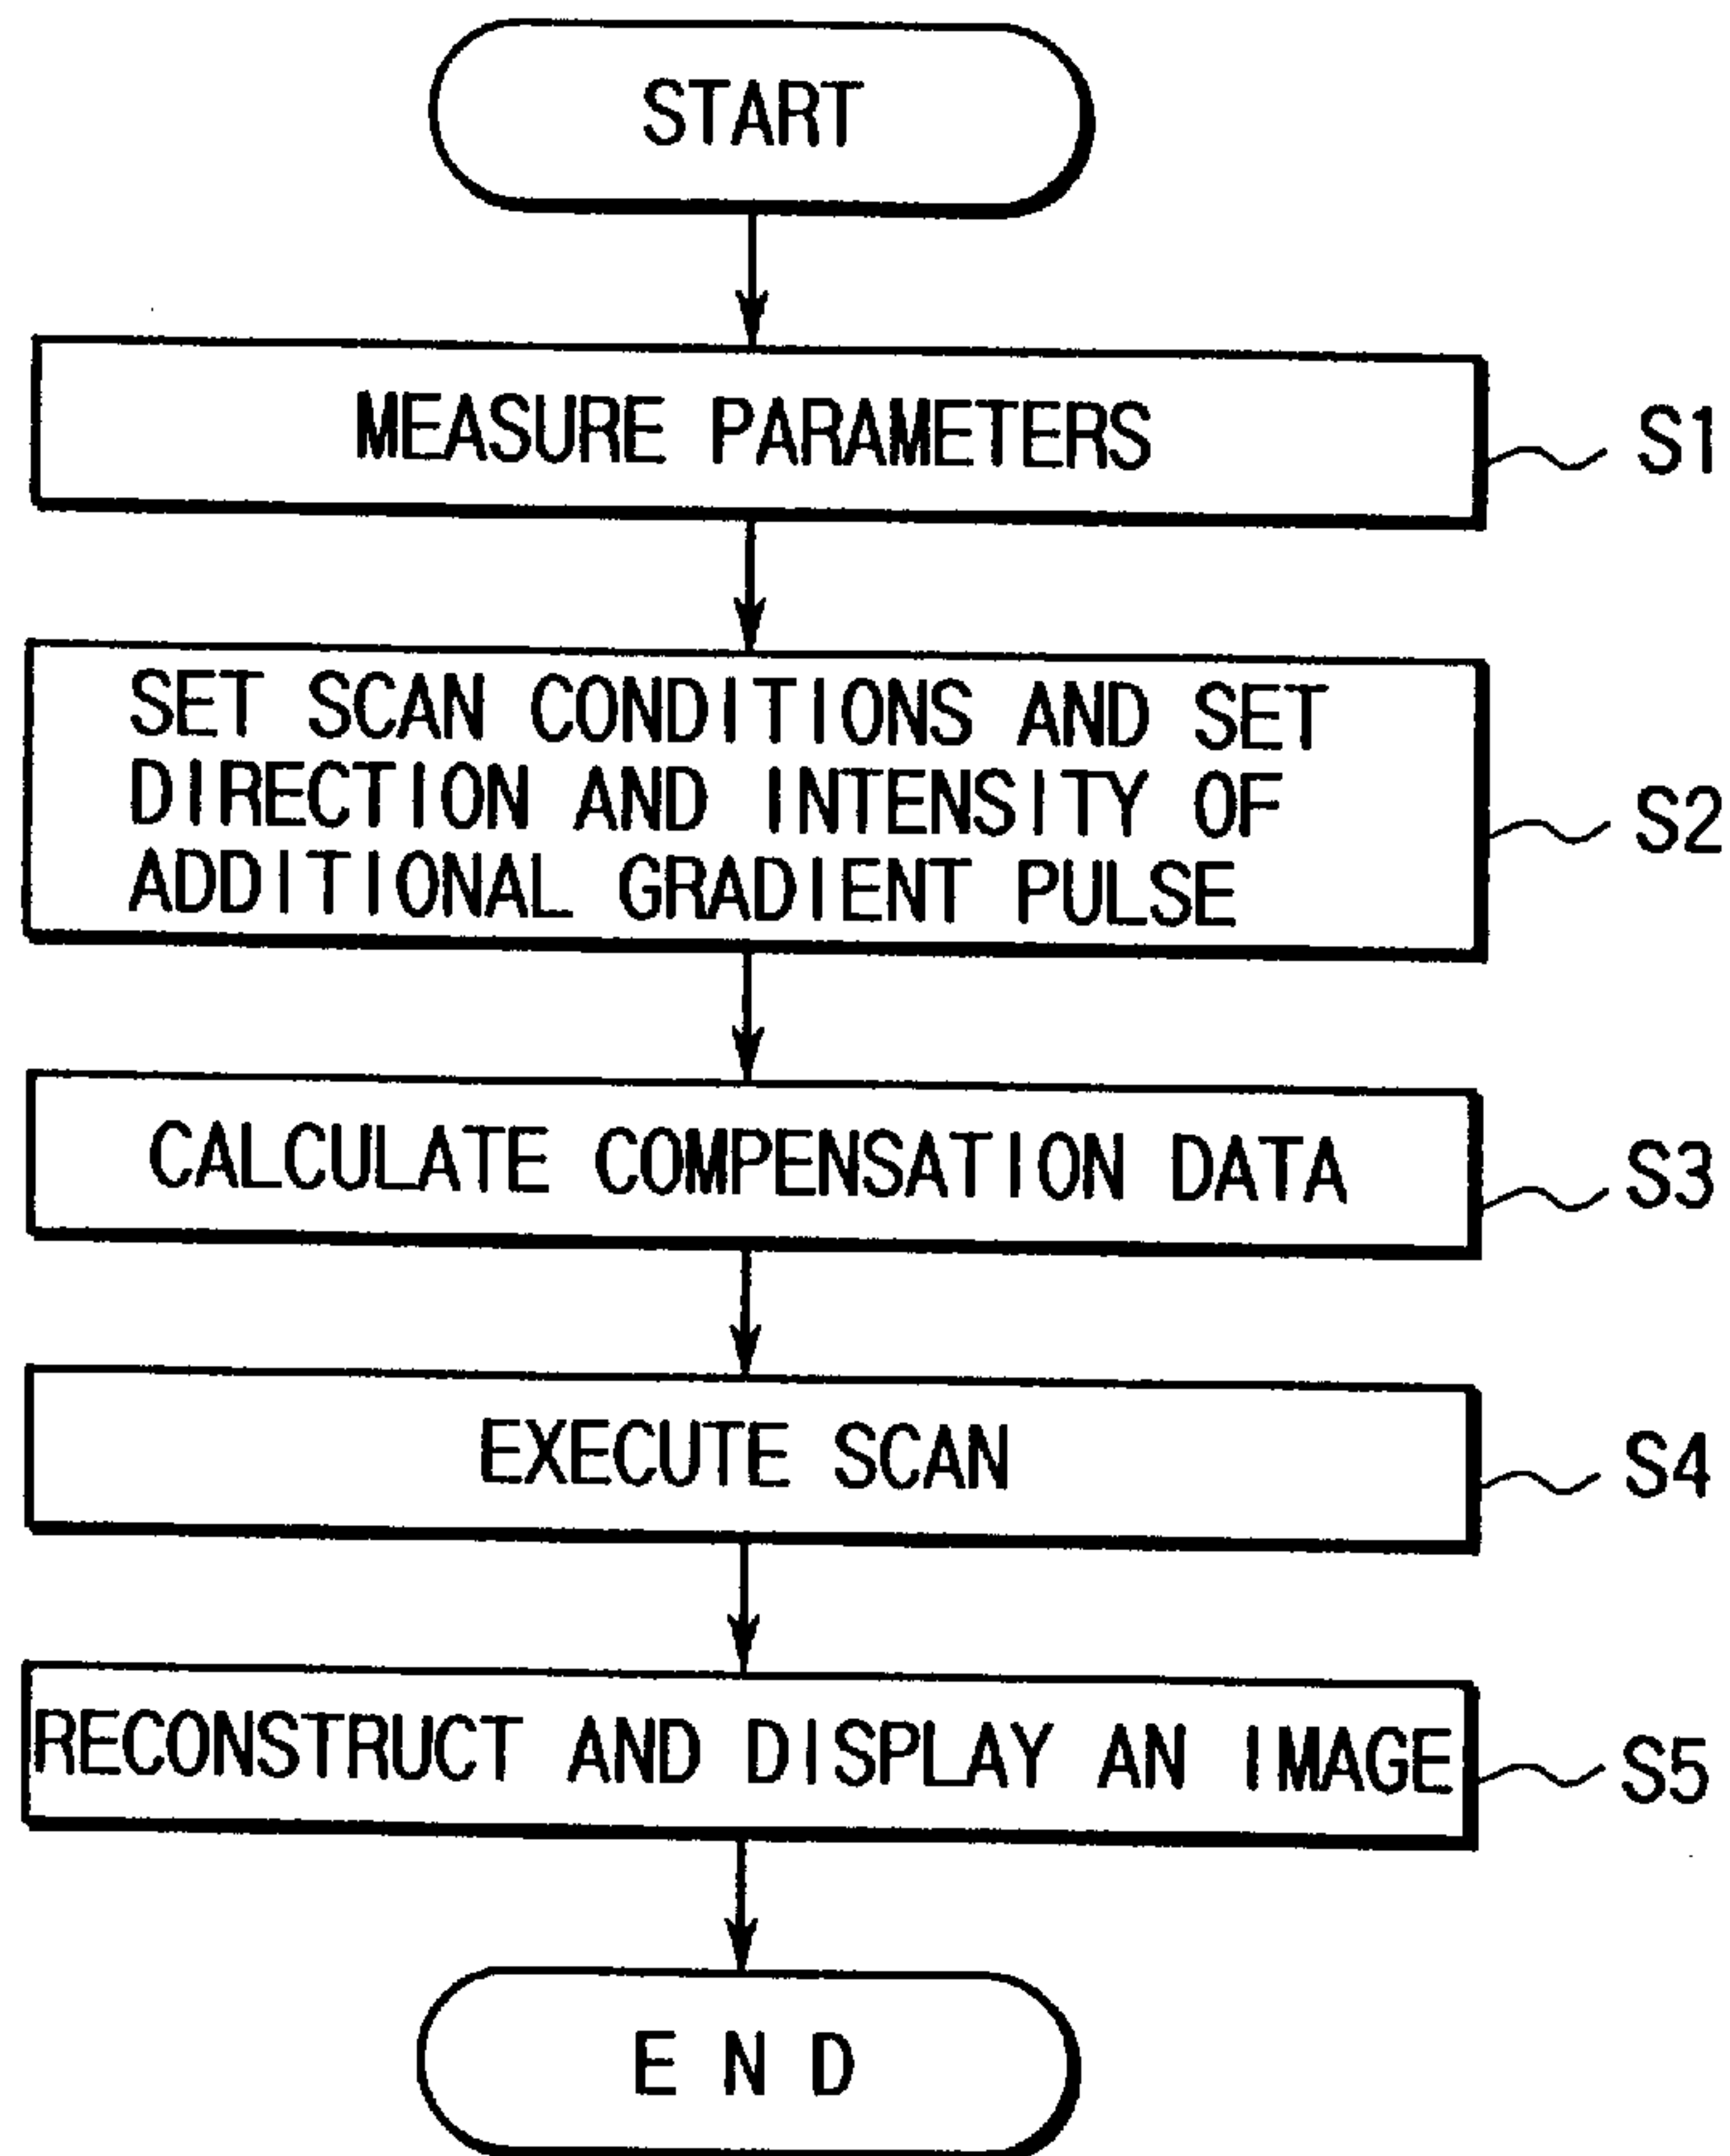 START
MEASURE PARAMETERS
S1
SET SCAN CONDITIONS AND SET
DIRECTION AND INTENSITY OF
ADDITIONAL GRADIENT PULSE
S2
CALCULATE COMPENSATION DATA
S3
EXECUTE SCAN
S4
RECONSTRUCT AND DISPLAY AN IMAGE
S5
END